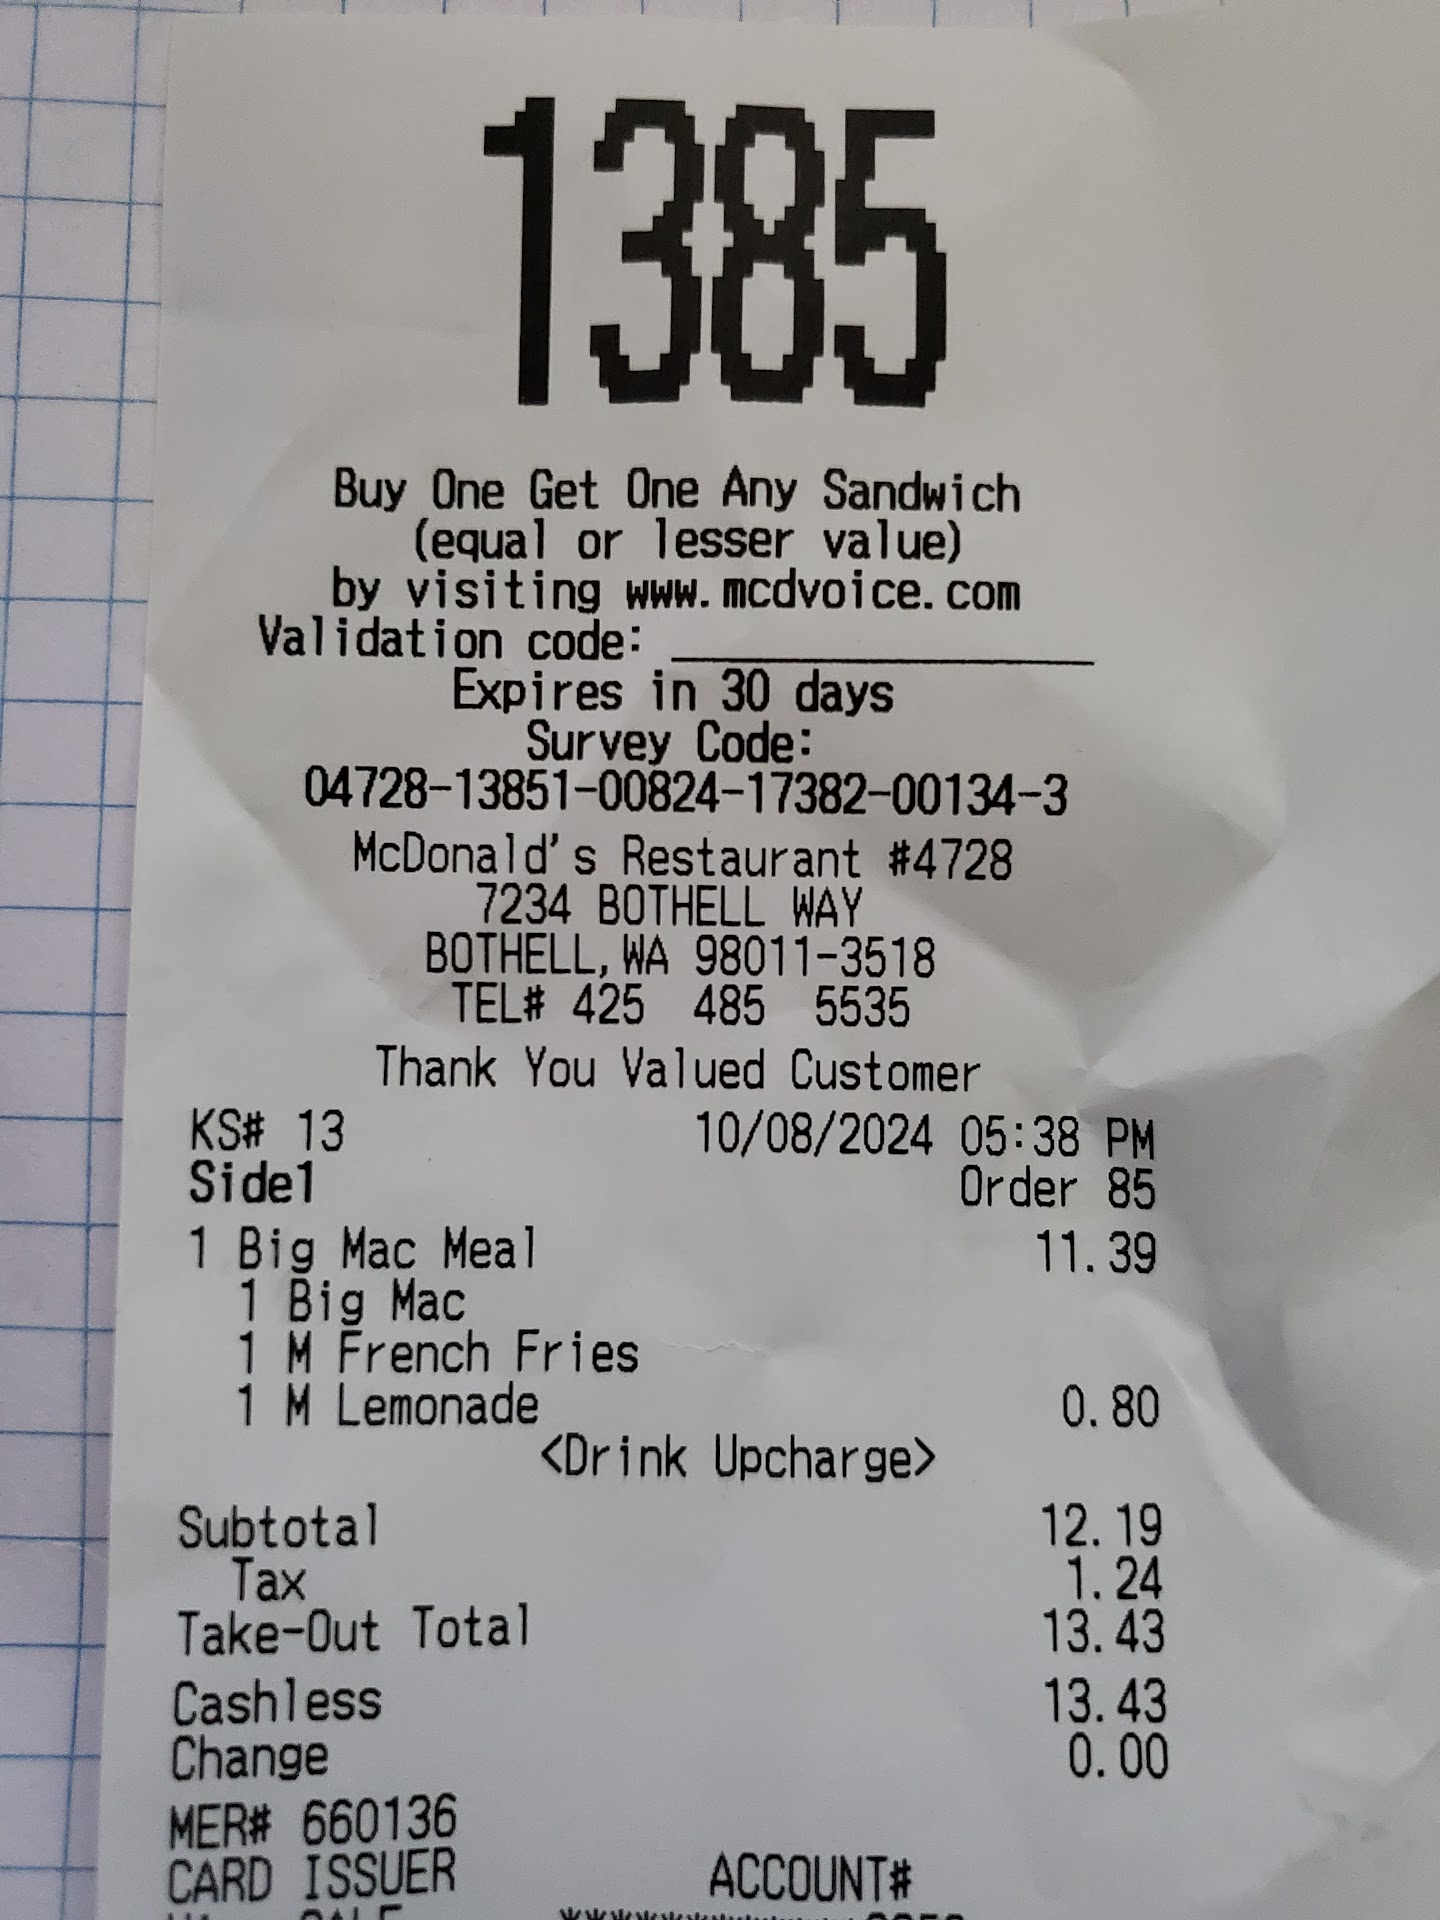 1385
Buy One Get One Any Sandwich
(equal or lesser value)
by visiting www.mcdvoice.com
Validation code: ________________
Expires in 30 days
Survey Code:
04728-13851-00824-17382-00134-3
McDonald's Restaurant #4728
7234 BOTHELL WAY
BOTHELL, WA 98011-3518
TEL# 425 485 5535
Thank You Valued Customer
KS# 13 10/08/2024 05:38 PM
Side1 Order 85
1 Big Mac Meal 11.39
1 Big Mac
1 M French Fries
1 M Lemonade 0.80
<Drink Upcharge>
Subtotal 12.19
Tax 1.24
Take-Out Total 13.43
Cashless 13.43
Change 0.00
MER# 660136
CARD ISSUER ACCOUNT#